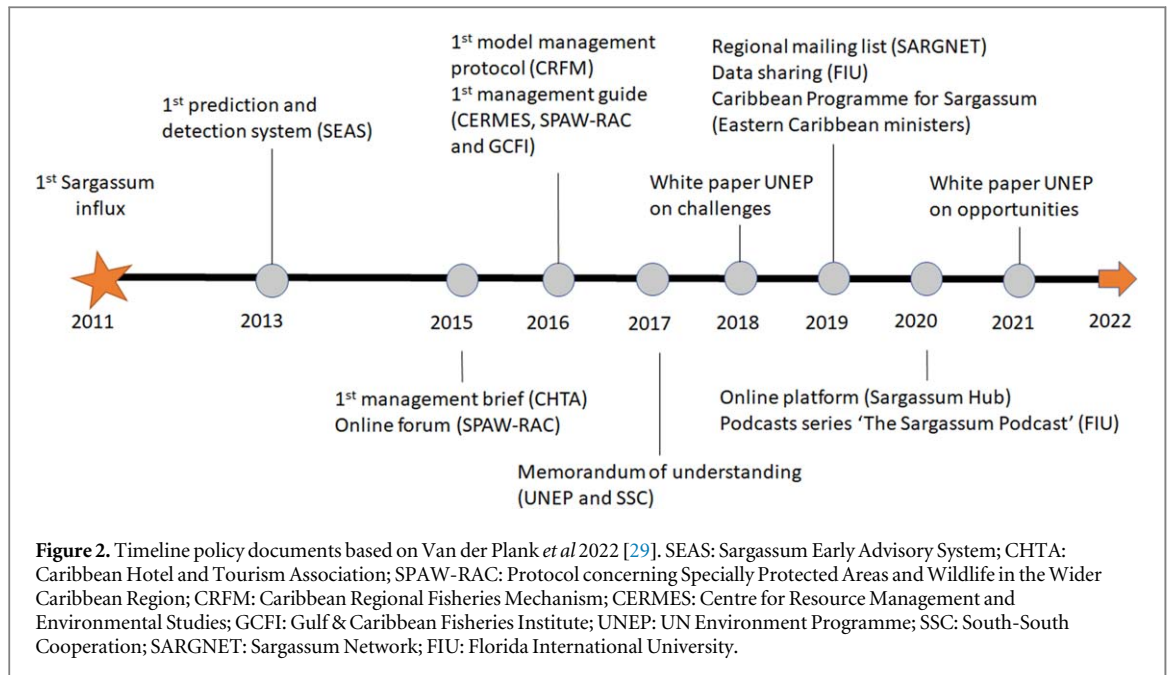 1st model management
protocol (CRFM)
1st management guide
(CERMES, SPAW-RAC
and GCFI)
Regional mailing list (SARGNET)
Data sharing (FIU)
Caribbean Programme for Sargassum
(Eastern Caribbean ministers)
1st prediction and
detection system (SEAS)
1st Sargassum
influx
White paper UNEP
on challenges
White paper UNEP
on opportunities
2011
2013
2015
2016
2017
2018
2019
2020
2021
2022
1st management brief (CHTA)
Online forum (SPAW-RAC)
Online platform (Sargassum Hub)
Podcasts series ‘The Sargassum Podcast’ (FIU)
Memorandum of understanding
(UNEP and SSC)
Figure 2. Timeline policy documents based on Van der Plank et al 2022 [29]. SEAS: Sargassum Early Advisory System; CHTA:
Caribbean Hotel and Tourism Association; SPAW-RAC: Protocol concerning Specially Protected Areas and Wildlife in the Wider
Caribbean Region; CRFM: Caribbean Regional Fisheries Mechanism; CERMES: Centre for Resource Management and
Environmental Studies; GCFI: Gulf & Caribbean Fisheries Institute; UNEP: UN Environment Programme; SSC: South-South
Cooperation; SARGNET: Sargassum Network; FIU: Florida International University.